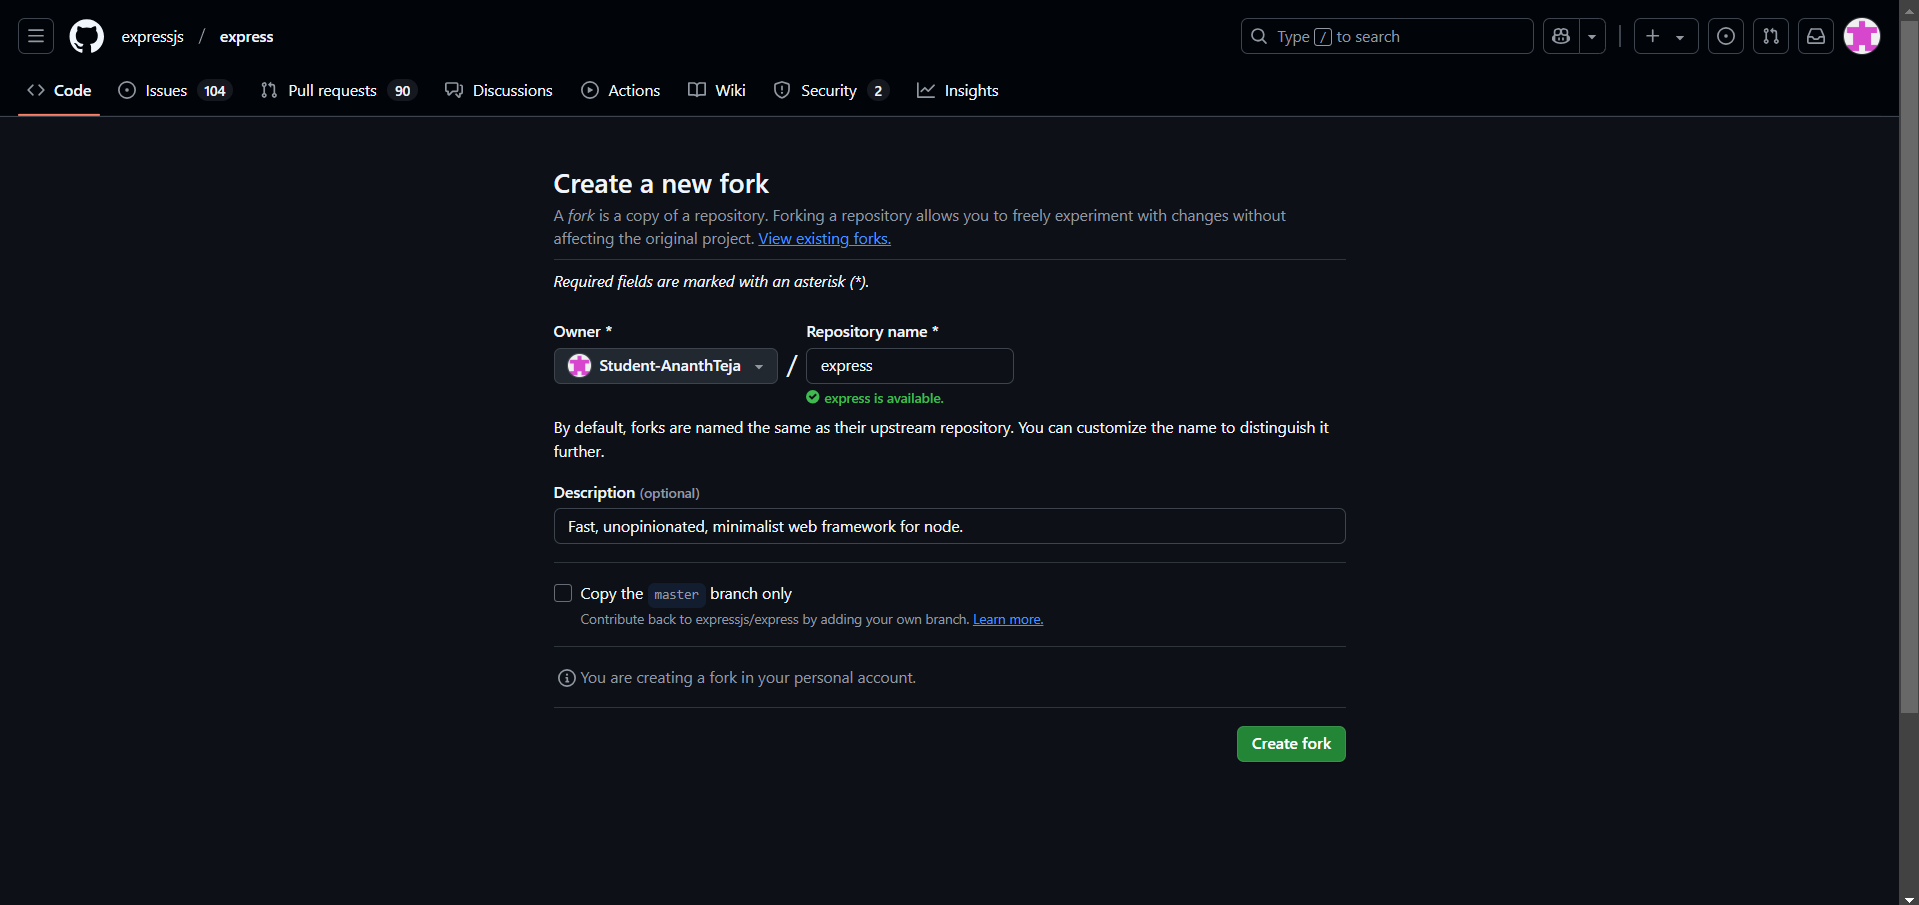 expressjs / express
Type / to search
Code
Issues 104
Pull requests 90
Discussions
Actions
Wiki
Security 2
Insights
Create a new fork
A fork is a copy of a repository. Forking a repository allows you to freely experiment with changes without
affecting the original project. View existing forks.
Required fields are marked with an asterisk (*).
Owner *
Repository name *
Student-AnanthTeja / express
express is available.
By default, forks are named the same as their upstream repository. You can customize the name to distinguish it
further.
Description (optional)
Fast, unopinionated, minimalist web framework for node.
Copy the master branch only
Contribute back to expressjs/express by adding your own branch. Learn more.
You are creating a fork in your personal account.
Create fork